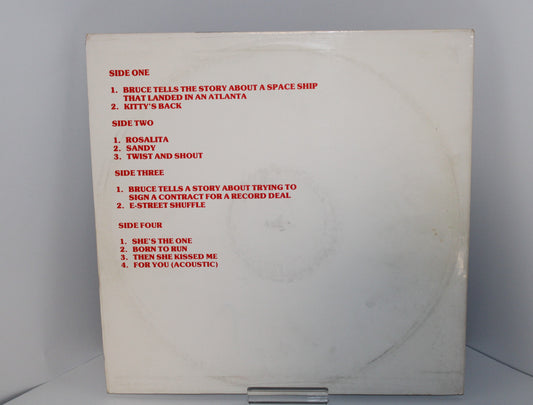 SIDE ONE
1. BRUCE TELLS THE STORY ABOUT A SPACE SHIP
THAT LANDED IN AN ATLANTA
2. KITTY'S BACK
SIDE TWO
1. ROSALITA
2. SANDY
3. TWIST AND SHOUT
SIDE THREE
1. BRUCE TELLS A STORY ABOUT TRYING TO
SIGN A CONTRACT FOR A RECORD DEAL
2. E-STREET SHUFFLE
SIDE FOUR
1. SHE'S THE ONE
2. BORN TO RUN
3. THEN SHE KISSED ME
4. FOR YOU (ACOUSTIC)